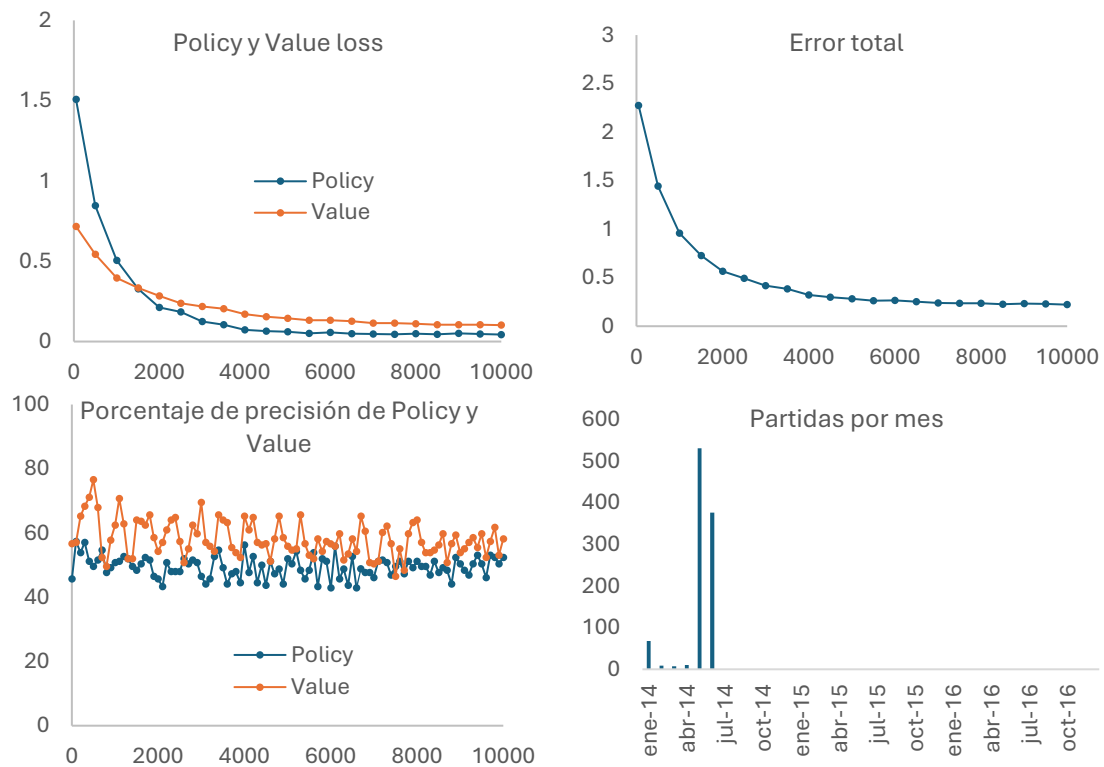 Policy y Value loss
2
1.5
1
0.5
0
Policy
Value
0 2000 4000 6000 8000 10000
Error total
3
2.5
2
1.5
1
0.5
0
0 2000 4000 6000 8000 10000
Porcentaje de precisión de Policy y
Value
100
80
60
40
20
0
Policy
Value
0 2000 4000 6000 8000 10000
Partidas por mes
600
500
400
300
200
100
0
ene-14
abr-14
jul-14
oct-14
ene-15
abr-15
jul-15
oct-15
ene-16
abr-16
jul-16
oct-16